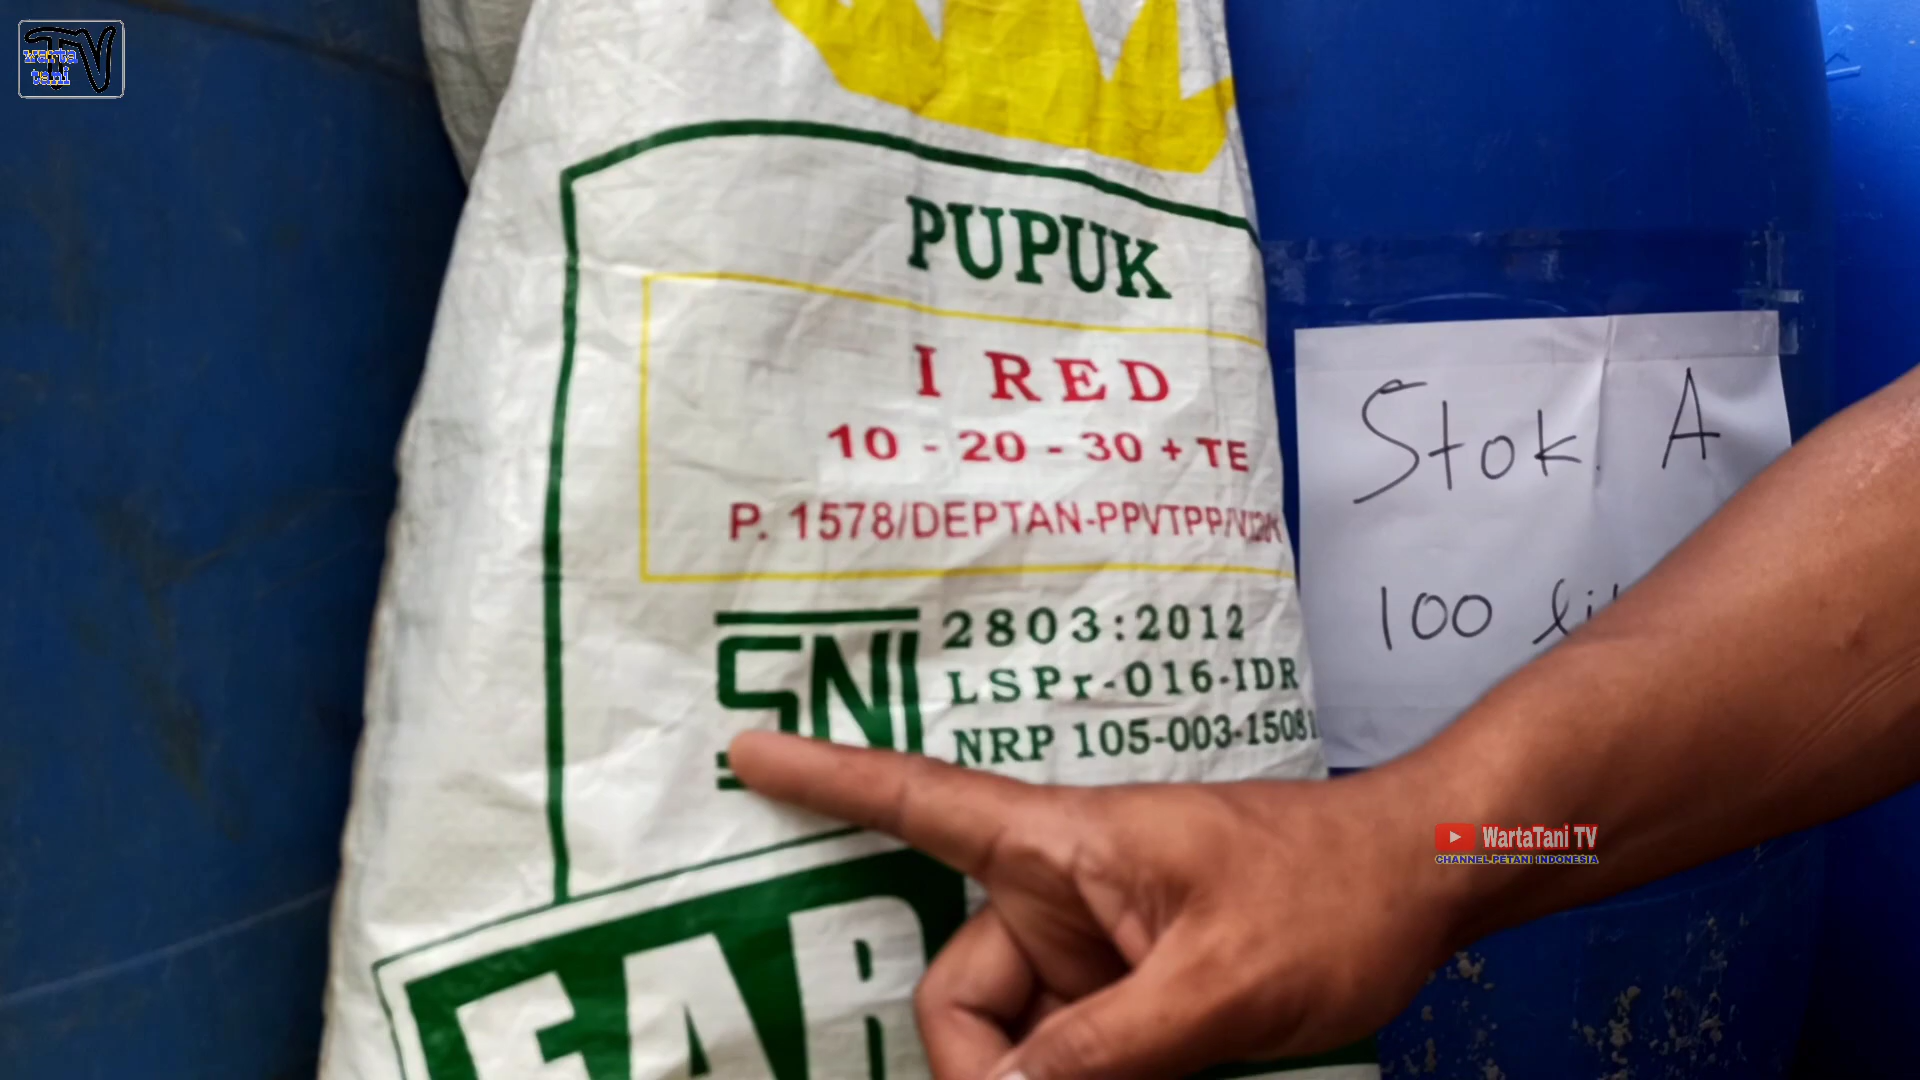 TV
warta
tani
PUPUK
I RED
10 - 20 - 30 + TE
P. 1578/DEPTAN-PPVTPP/
SNI
2803:2012
LSPr-016-IDR
NRP 105-003-1508
Stok A
100
WartaTani TV
CHANNEL PETANI INDONESIA